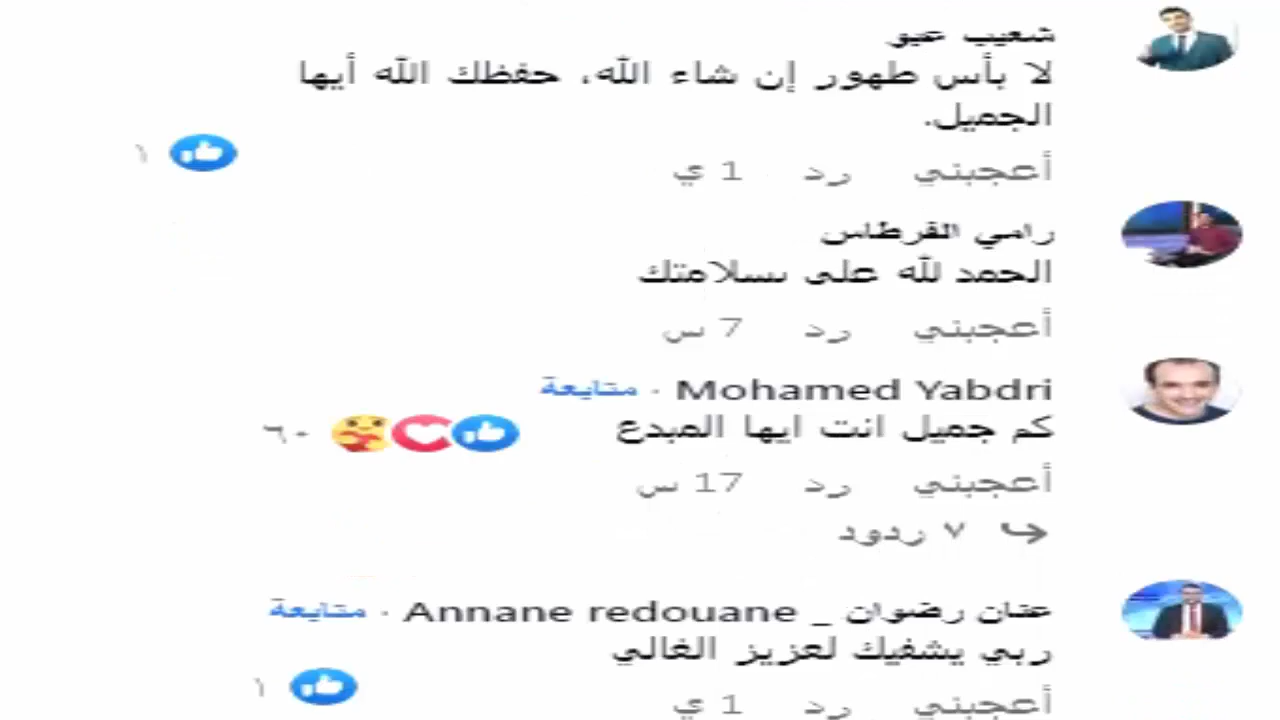 شعيب عبو
لا بأس طهور إن شاء الله، حفظك الله أيها
الجميل.
١
أعجبني رد 1 ي
رامي القرطاس
الحمد لله على سلامتك
أعجبني رد 7 س
Mohamed Yabdri · متابعة
كم جميل انت ايها المبدع
٦٠
أعجبني رد 17 س
٧ ردود
عنان رضوان _ Annane redouane · متابعة
ربي يشفيك لعزيز الغالي
١
أعجبني رد 1 ي